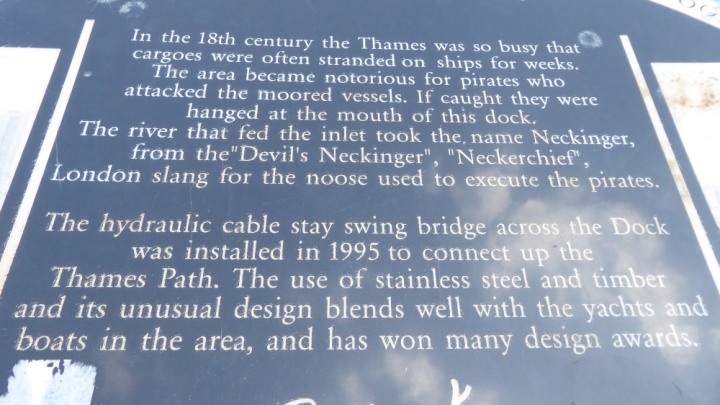 In the 18th century the Thames was so busy that
cargoes were often stranded on ships for weeks.
The area became notorious for pirates who
attacked the moored vessels. If caught they were
hanged at the mouth of this dock.
The river that fed the inlet took the name Neckinger,
from the"Devil's Neckinger", "Neckerchief",
London slang for the noose used to execute the pirates.
The hydraulic cable stay swing bridge across the Dock
was installed in 1995 to connect up the
Thames Path. The use of stainless steel and timber
and its unusual design blends well with the yachts and
boats in the area, and has won many design awards.